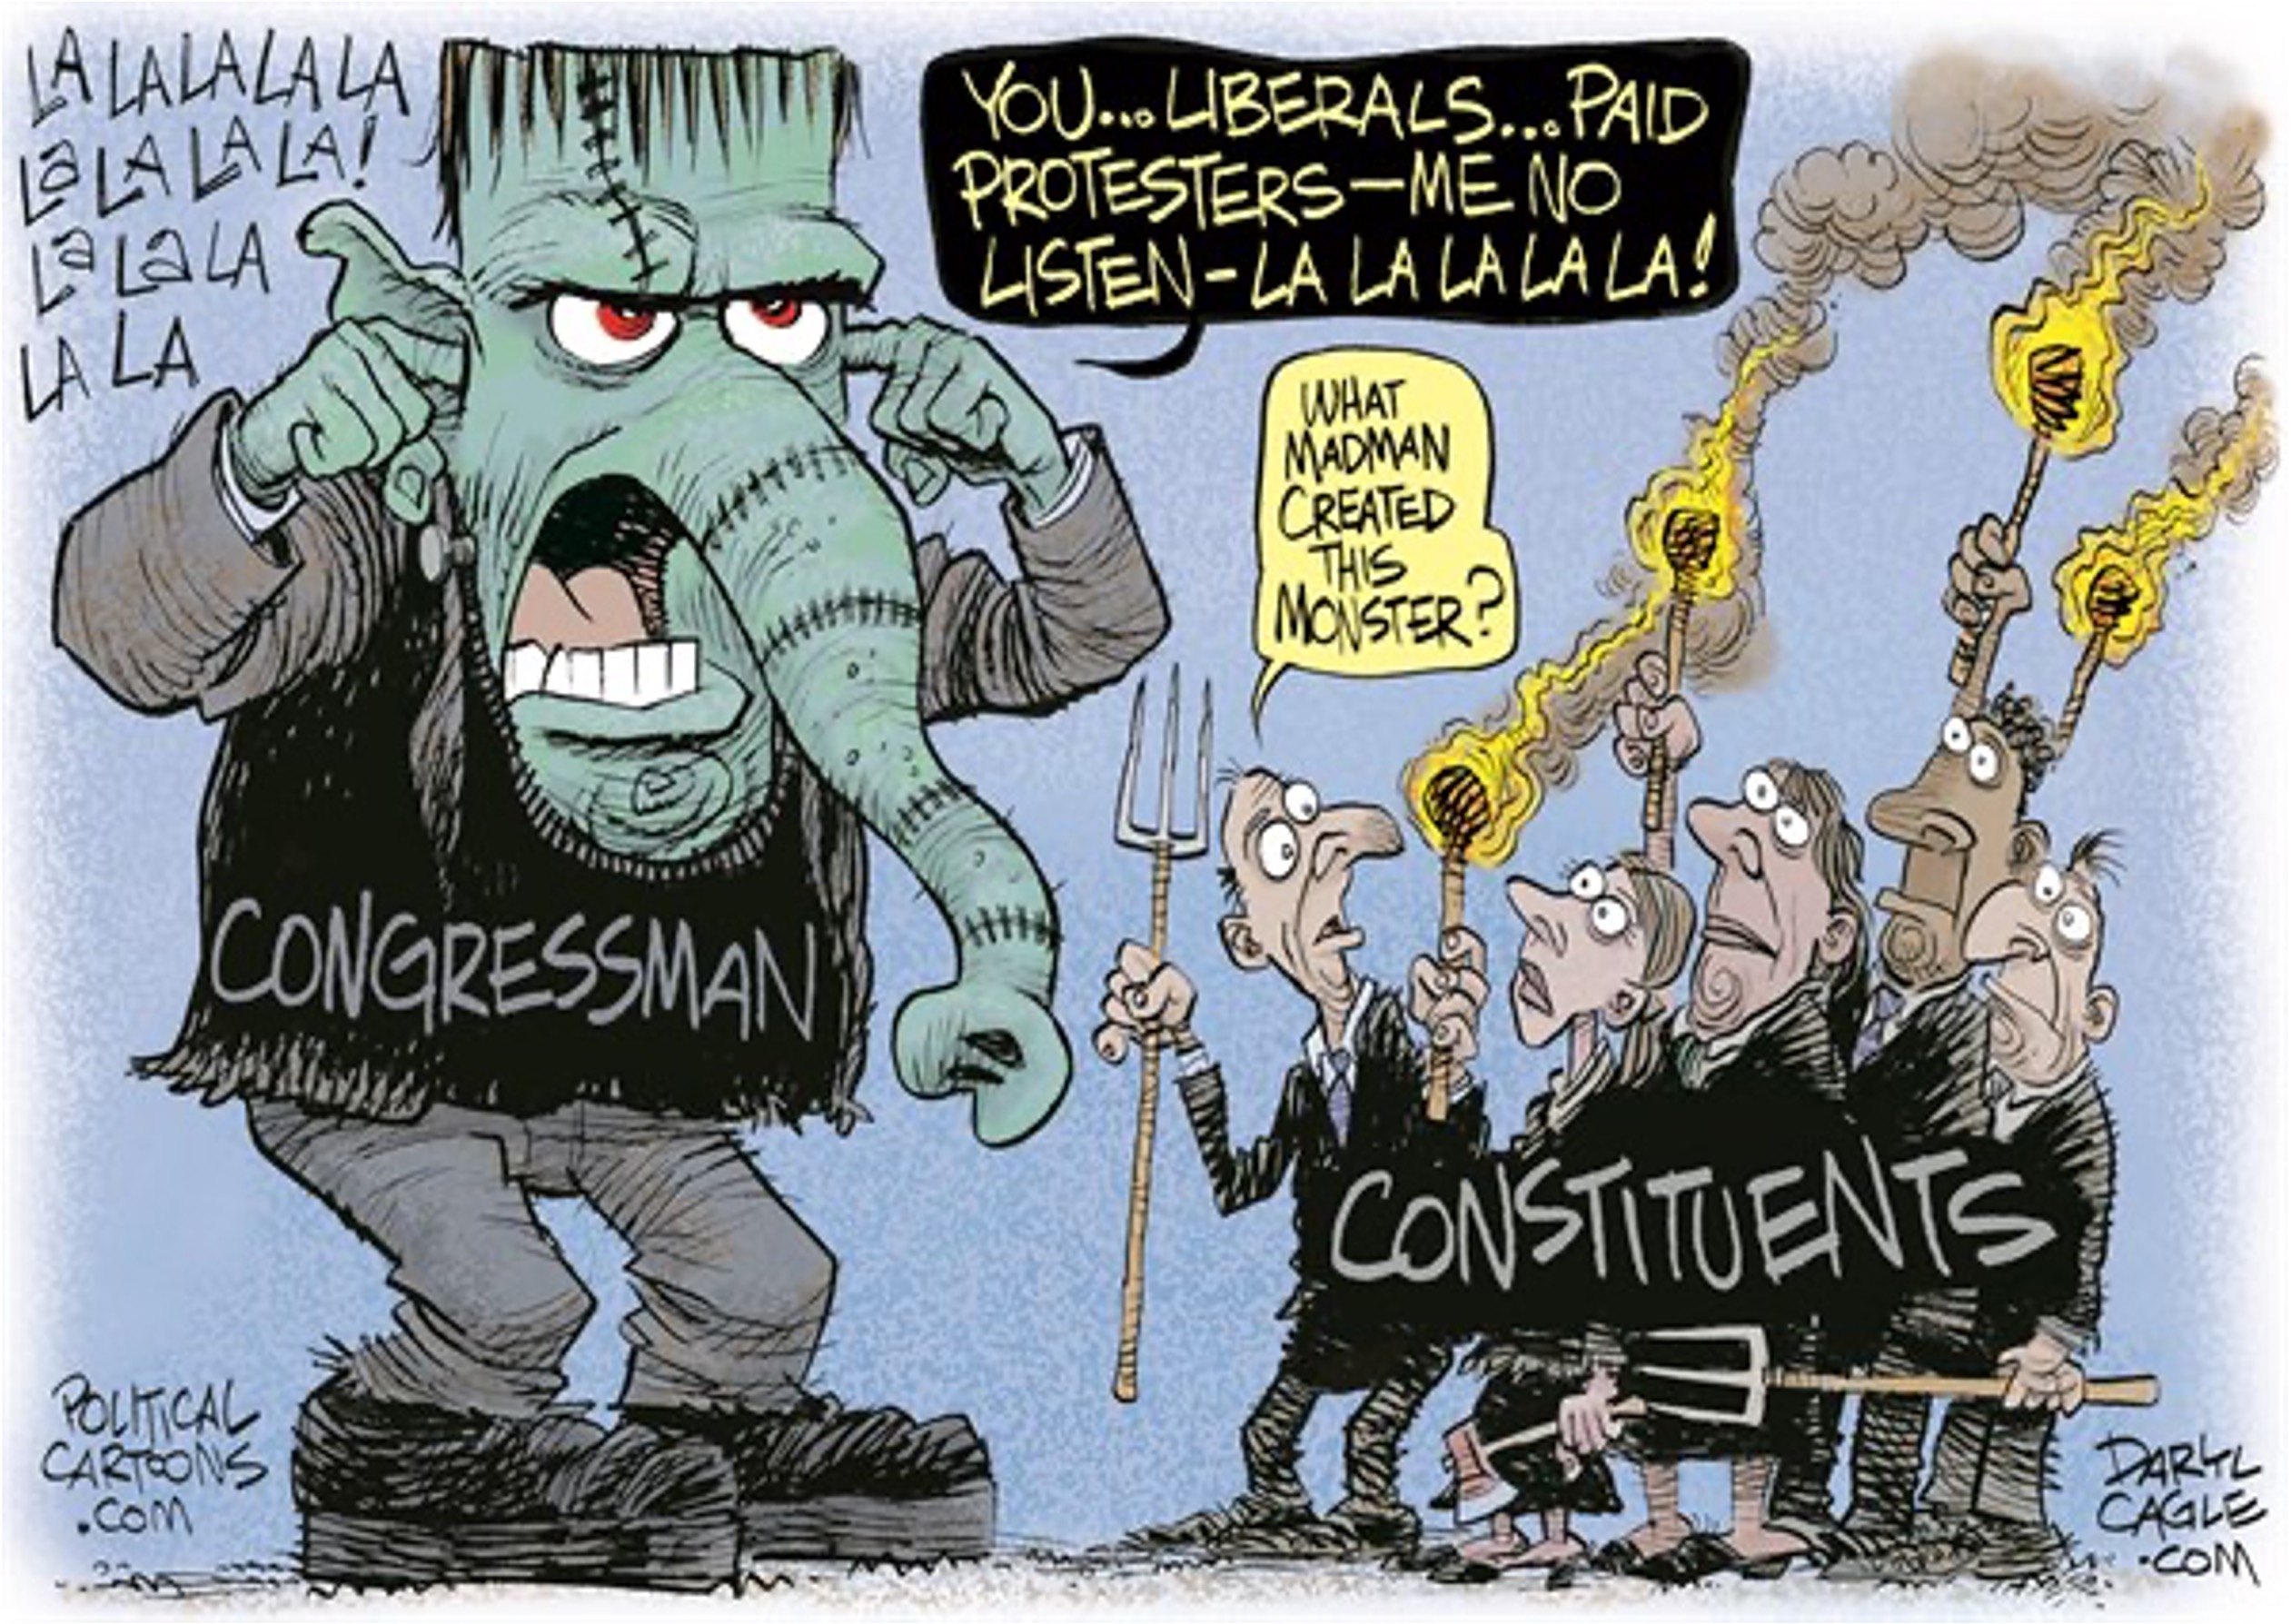 LA LA LA LA LA
La LA LA LA!
La La LA
LA LA
YOU... LIBERALS... PAID
PROTESTERS—ME NO
LISTEN-LA LA LA LA LA!
WHAT
MADMAN
CREATED
THIS
MONSTER?
CONGRESSMAN
CONSTITUENTS
POLITICAL
CARTOONS
.COM
DARYL
CAGLE
.COM